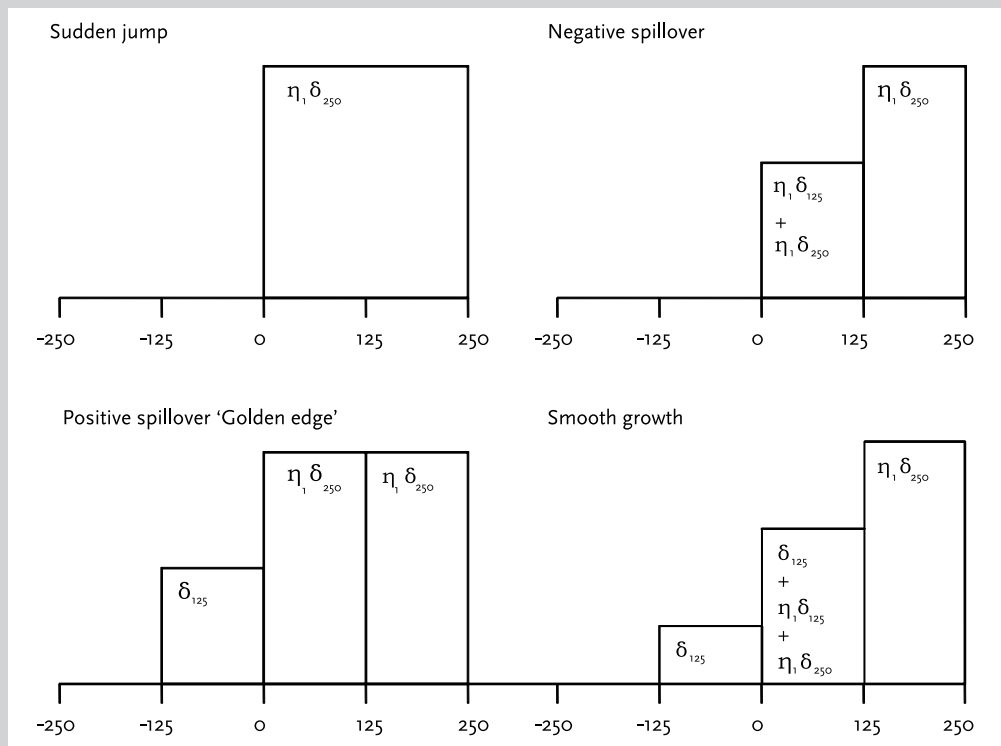 Sudden jump
η₁δ₂₅₀
-250 -125 0 125 250
Negative spillover
η₁δ₂₅₀
η₁δ₁₂₅
+
η₁δ₂₅₀
-250 -125 0 125 250
Positive spillover ‘Golden edge’
η₁δ₂₅₀ η₁δ₂₅₀
δ₁₂₅
-250 -125 0 125 250
Smooth growth
η₁δ₂₅₀
δ₁₂₅
+
η₁δ₁₂₅
+
η₁δ₂₅₀
δ₁₂₅
-250 -125 0 125 250